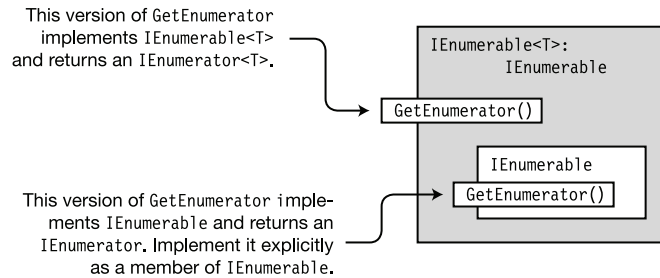 This version of GetEnumerator
implements IEnumerable<T>
and returns an IEnumerator<T>.
IEnumerable<T>:
IEnumerable
GetEnumerator()
IEnumerable
GetEnumerator()
This version of GetEnumerator imple-
ments IEnumerable and returns an
IEnumerator. Implement it explicitly
as a member of IEnumerable.